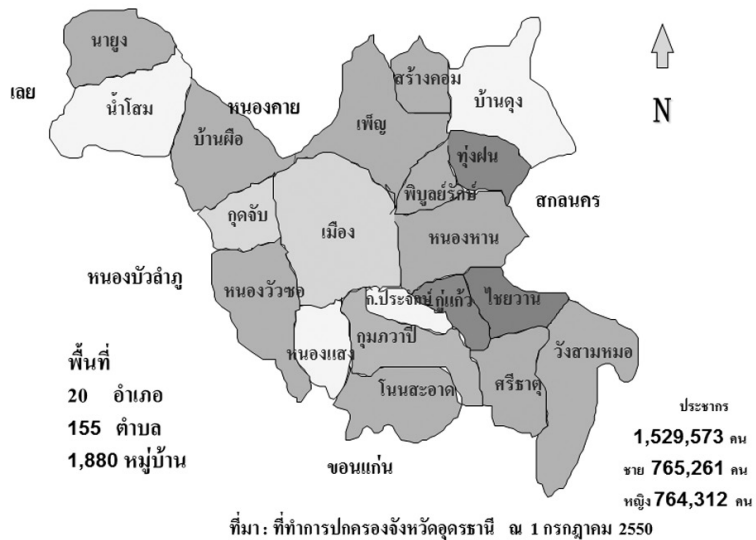 นายูง
เลย
น้ำโสม
หนองคาย
บ้านผือ
เพ็ญ
สร้างคอม
บ้านดุง
N
ทุ่งฝน
พิบูลย์รักษ์
สกลนคร
กุดจับ
เมือง
หนองหาน
หนองบัวลำภู
หนองวัวซอ
ก.ประจักษ์
กู่แก้ว
ไชยวาน
หนองแสง
กุมภวาปี
วังสามหมอ
โนนสะอาด
ศรีธาตุ
พื้นที่
20 อำเภอ
155 ตำบล
1,880 หมู่บ้าน
ขอนแก่น
ประชากร
1,529,573 คน
ชาย 765,261 คน
หญิง 764,312 คน
ที่มา : ที่ทำการปกครองจังหวัดอุดรธานี ณ 1 กรกฎาคม 2550